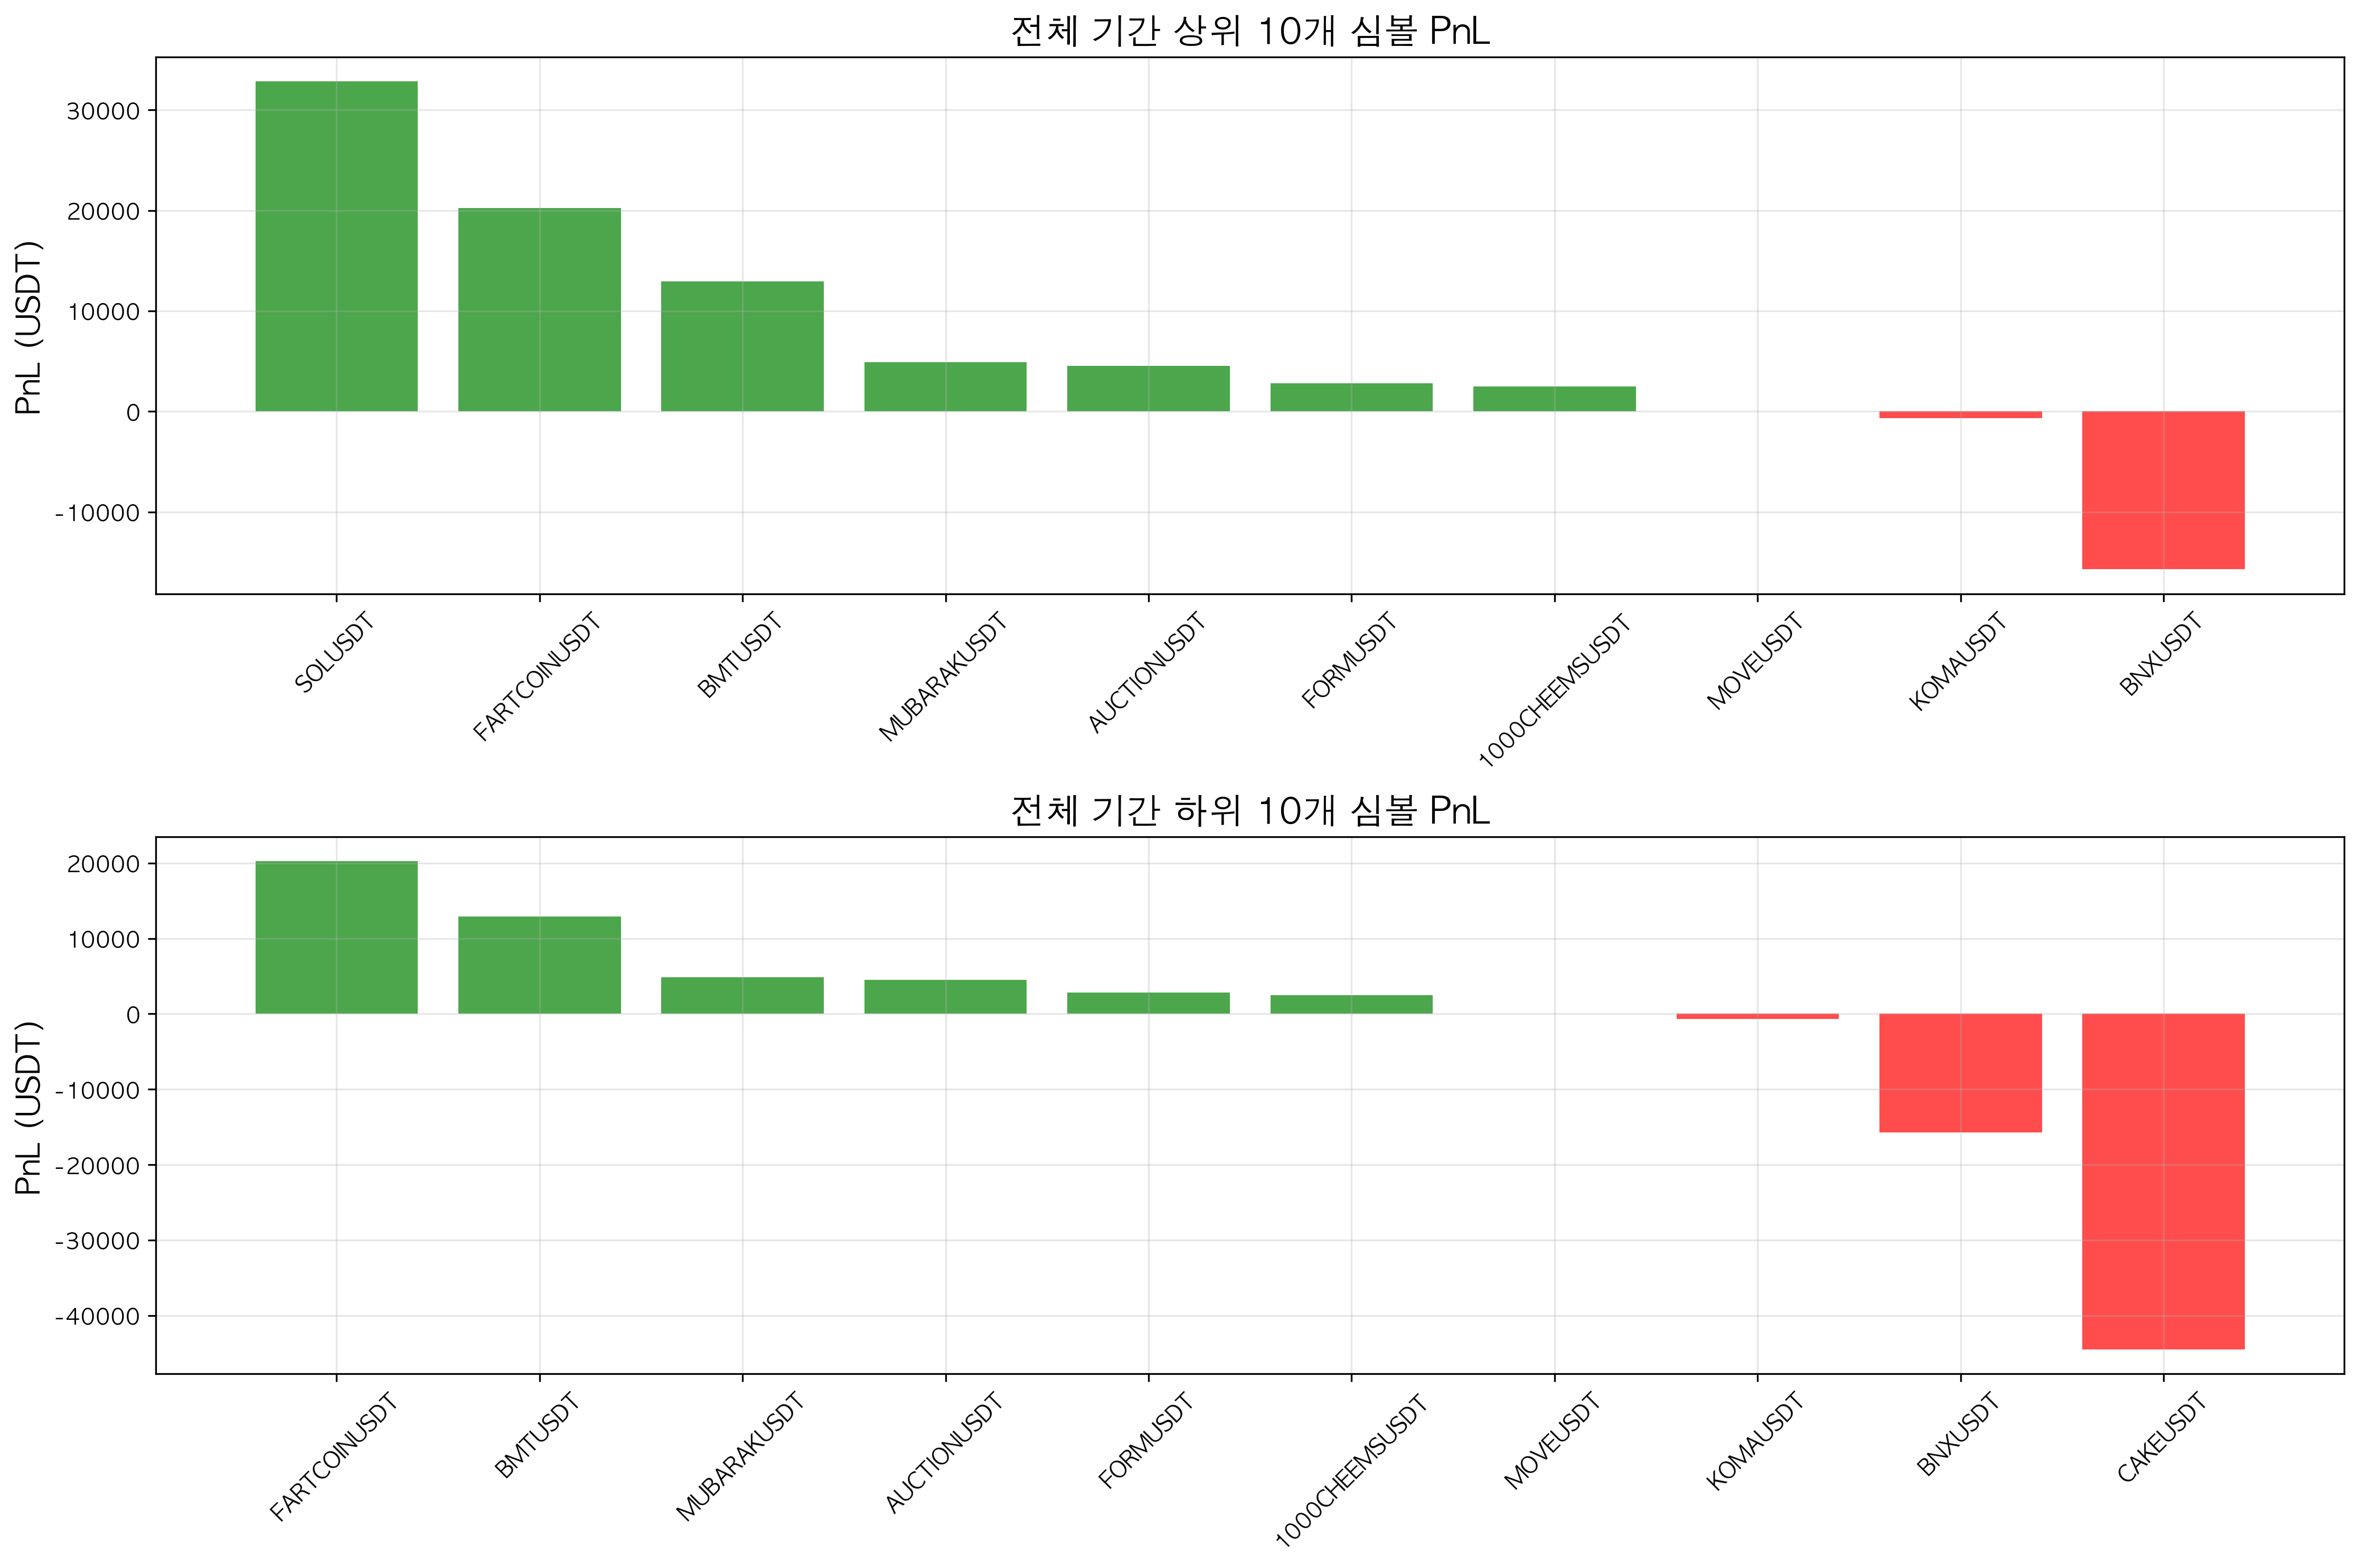 전체 기간 상위 10개 심볼 PnL
PnL (USDT)
30000
20000
10000
0
-10000
SOLUSDT
FARTCOINUSDT
BMTUSDT
MUBARAKUSDT
AUCTIONUSDT
FORMUSDT
1000CHEEMSUSDT
MOVEUSDT
KOMAUSDT
BNXUSDT
전체 기간 하위 10개 심볼 PnL
PnL (USDT)
20000
10000
0
-10000
-20000
-30000
-40000
FARTCOINUSDT
BMTUSDT
MUBARAKUSDT
AUCTIONUSDT
FORMUSDT
1000CHEEMSUSDT
MOVEUSDT
KOMAUSDT
BNXUSDT
CAKEUSDT